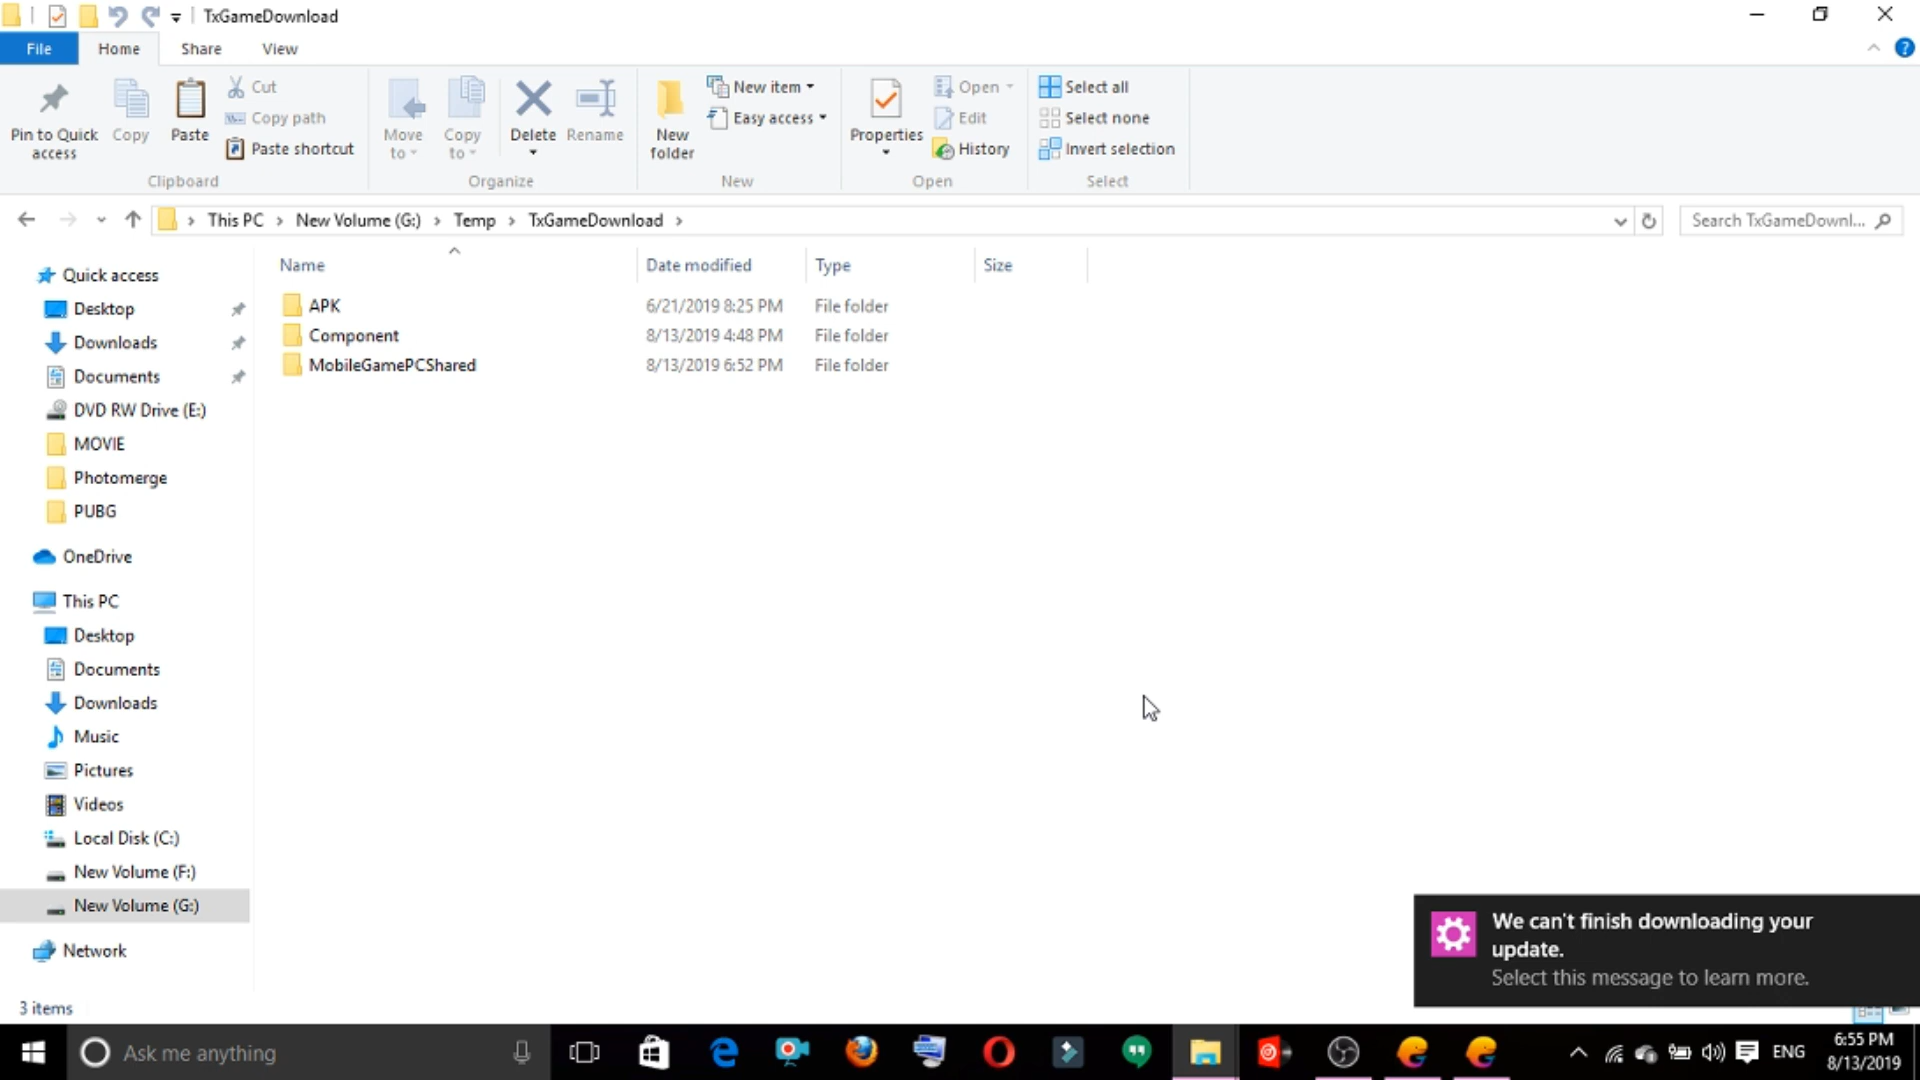 TxGameDownload
File Home Share View
Pin to Quick access
Copy
Paste
Cut
Copy path
Paste shortcut
Clipboard
Move to
Copy to
Delete
Rename
Organize
New folder
New item
Easy access
New
Properties
Open
Edit
History
Open
Select all
Select none
Invert selection
Select
This PC > New Volume (G:) > Temp > TxGameDownload >
Search TxGameDownl...
Name Date modified Type Size
APK 6/21/2019 8:25 PM File folder
Component 8/13/2019 4:48 PM File folder
MobileGamePCShared 8/13/2019 6:52 PM File folder
Quick access
Desktop
Downloads
Documents
DVD RW Drive (E:)
MOVIE
Photomerge
PUBG
OneDrive
This PC
Desktop
Documents
Downloads
Music
Pictures
Videos
Local Disk (C:)
New Volume (F:)
New Volume (G:)
Network
3 items
We can't finish downloading your
update.
Select this message to learn more.
Ask me anything
ENG
6:55 PM
8/13/2019